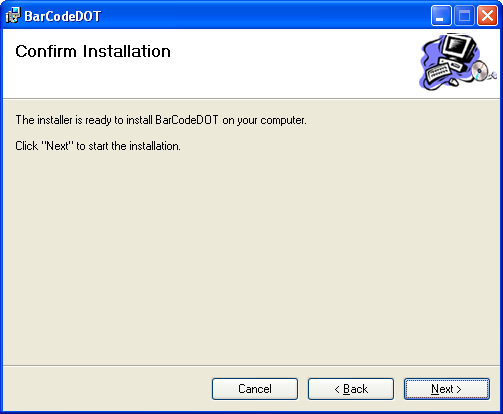 BarCodeDOT
Confirm Installation
The installer is ready to install BarCodeDOT on your computer.
Click "Next" to start the installation.
Cancel
< Back
Next >